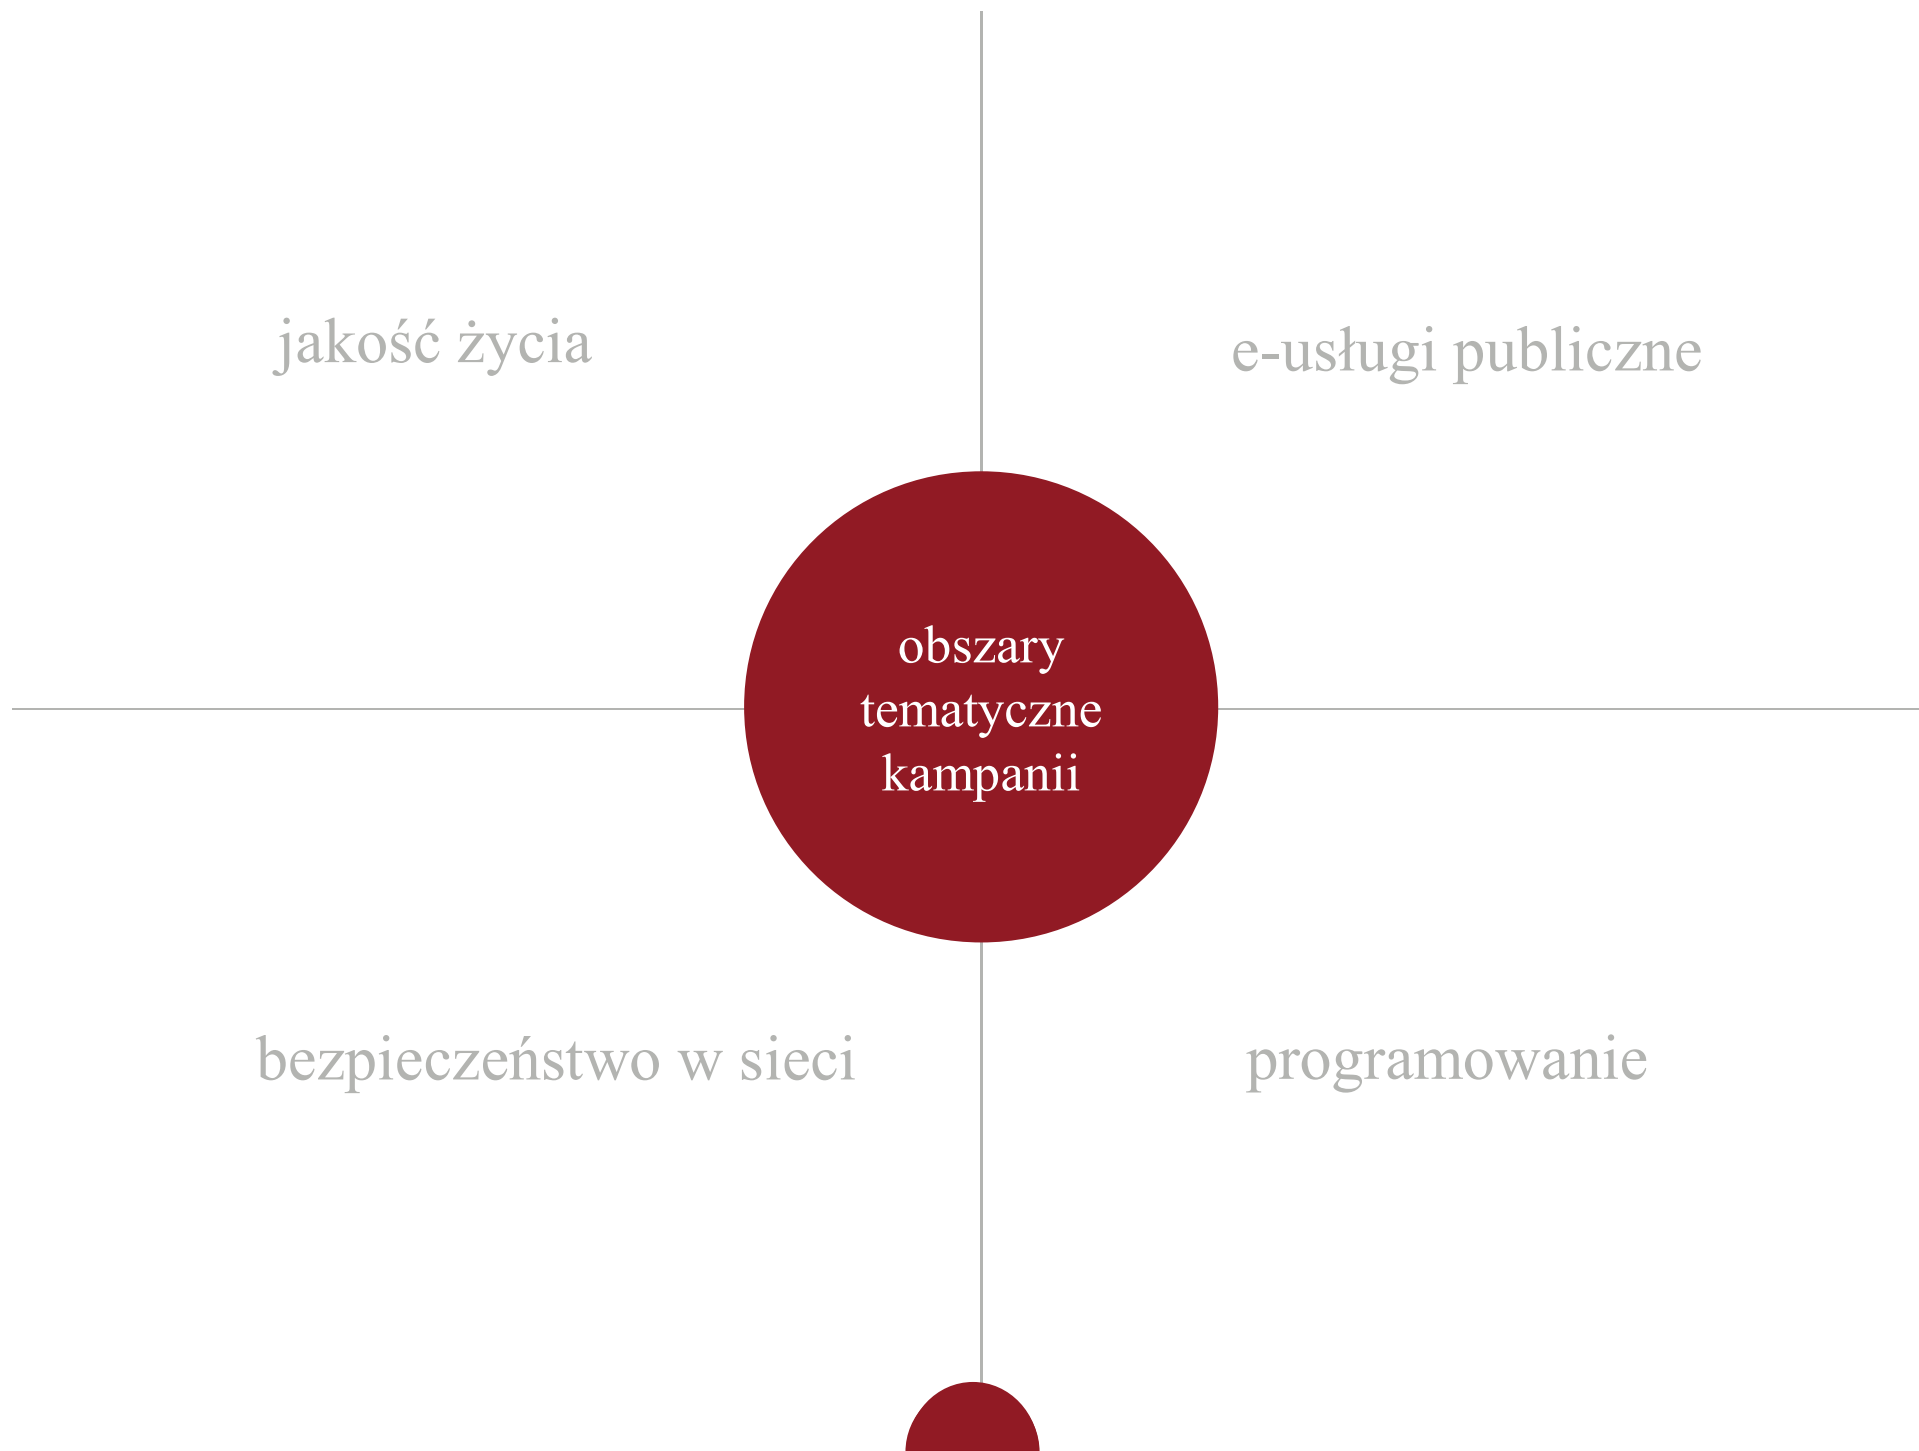 jakość życia
e-usługi publiczne
obszary
tematyczne
kampanii
bezpieczeństwo w sieci
programowanie